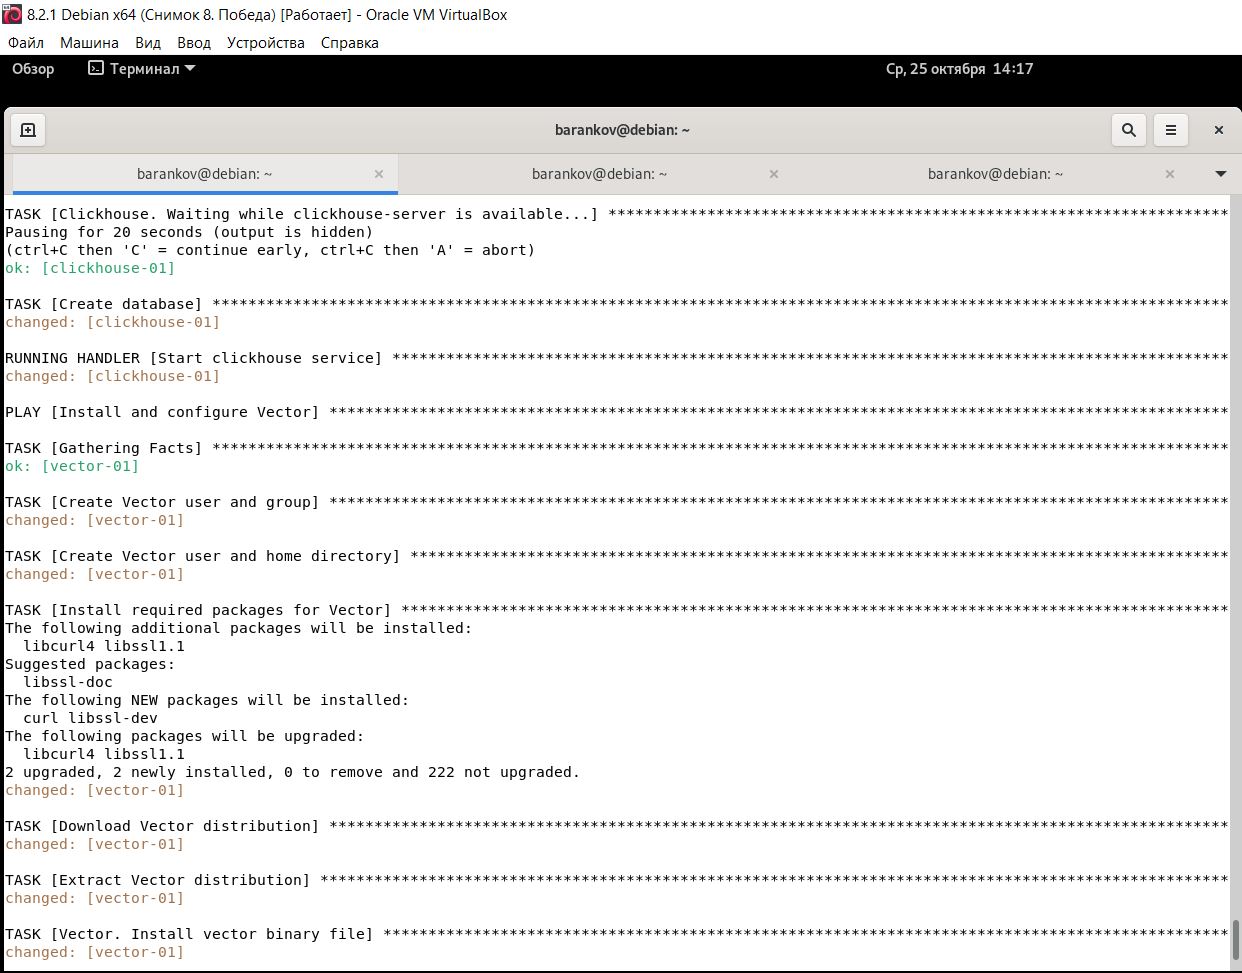 8.2.1 Debian x64 (Снимок 8. Победа) [Работает] - Oracle VM VirtualBox
Файл Машина Вид Ввод Устройства Справка
Обзор Терминал Ср, 25 октября 14:17
barankov@debian: ~
barankov@debian: ~ barankov@debian: ~ barankov@debian: ~
TASK [Clickhouse. Waiting while clickhouse-server is available...] *********************************************************************
Pausing for 20 seconds (output is hidden)
(ctrl+C then 'C' = continue early, ctrl+C then 'A' = abort)
ok: [clickhouse-01]
TASK [Create database] *****************************************************************************************************************
changed: [clickhouse-01]
RUNNING HANDLER [Start clickhouse service] *********************************************************************************************
changed: [clickhouse-01]
PLAY [Install and configure Vector] ****************************************************************************************************
TASK [Gathering Facts] *****************************************************************************************************************
ok: [vector-01]
TASK [Create Vector user and group] ****************************************************************************************************
changed: [vector-01]
TASK [Create Vector user and home directory] *******************************************************************************************
changed: [vector-01]
TASK [Install required packages for Vector] ********************************************************************************************
The following additional packages will be installed:
  libcurl4 libssl1.1
Suggested packages:
  libssl-doc
The following NEW packages will be installed:
  curl libssl-dev
The following packages will be upgraded:
  libcurl4 libssl1.1
2 upgraded, 2 newly installed, 0 to remove and 222 not upgraded.
changed: [vector-01]
TASK [Download Vector distribution] ****************************************************************************************************
changed: [vector-01]
TASK [Extract Vector distribution] *****************************************************************************************************
changed: [vector-01]
TASK [Vector. Install vector binary file] **********************************************************************************************
changed: [vector-01]